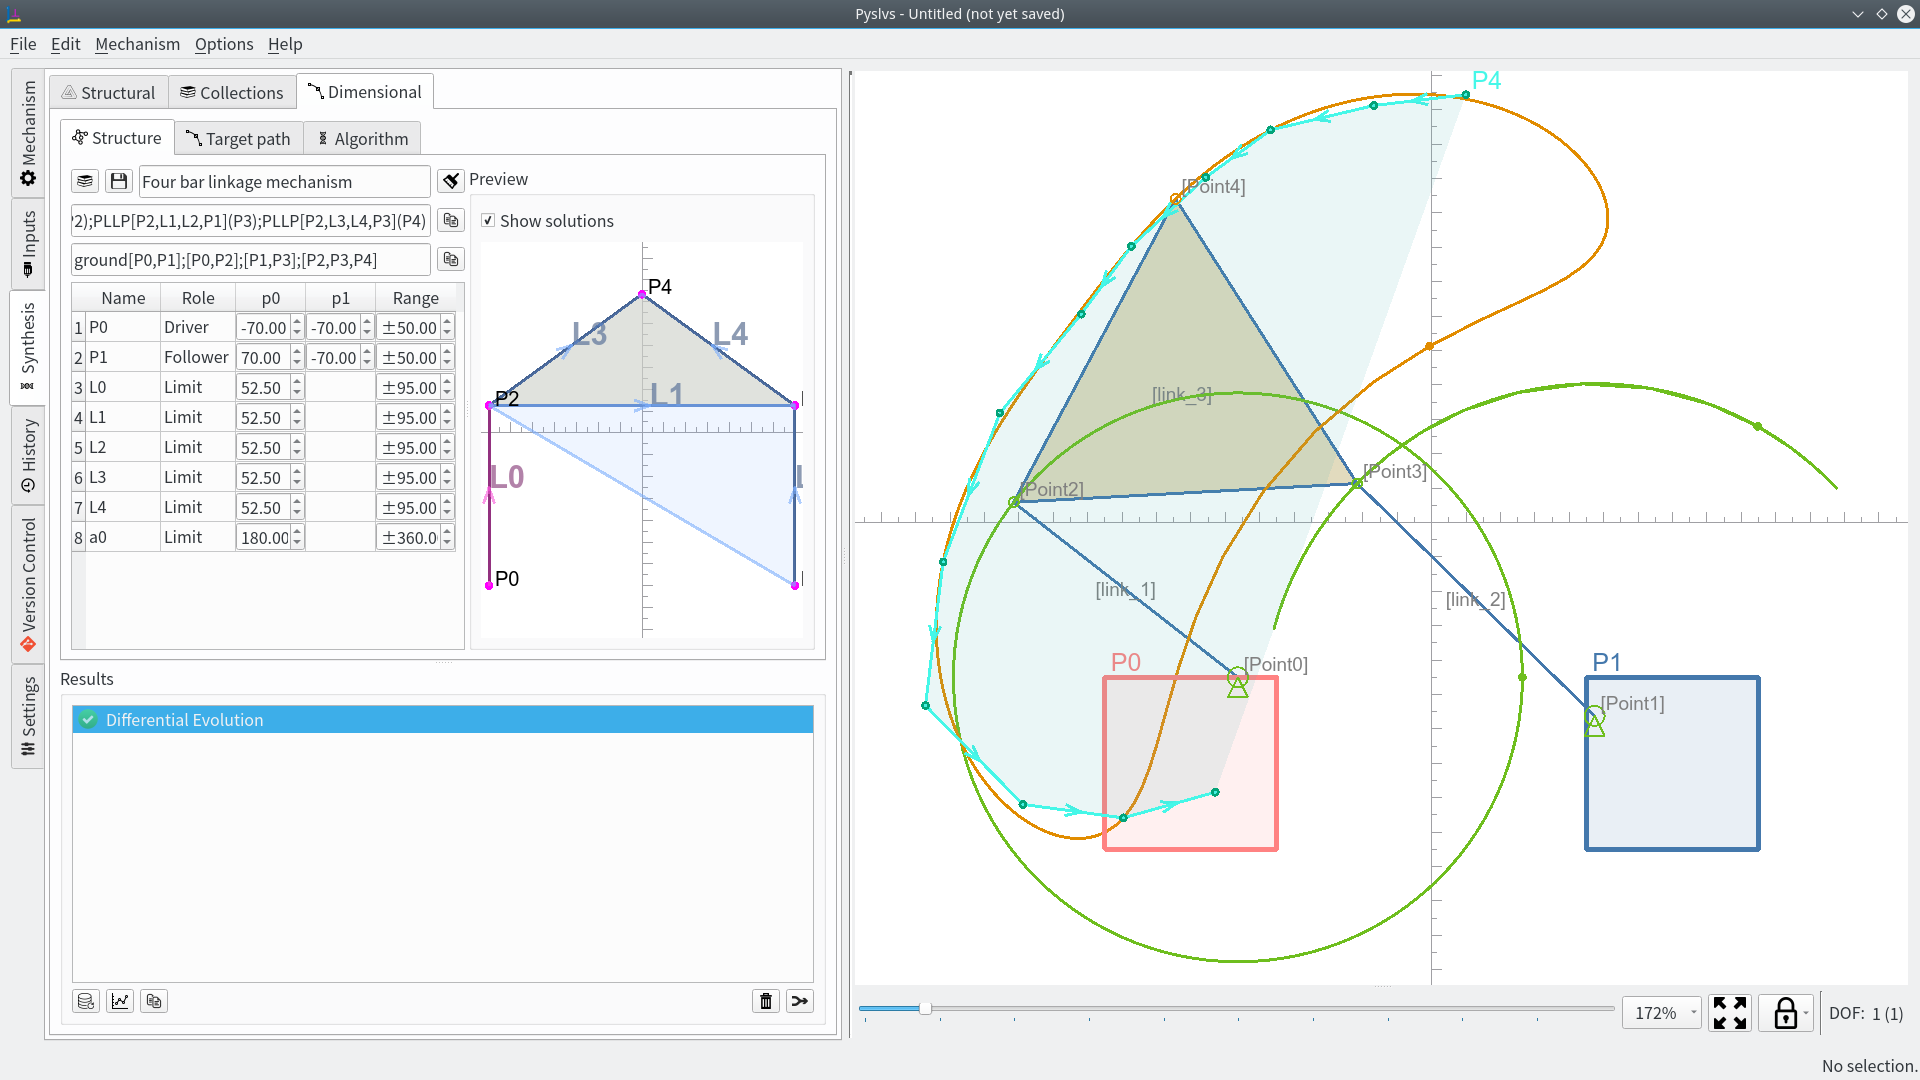 Pyslvs - Untitled (not yet saved)
File Edit Mechanism Options Help
Mechanism
Inputs
Synthesis
History
Version Control
Settings
Structural Collections Dimensional
Structure Target path Algorithm
Four bar linkage mechanism
2);PLLP[P2,L1,L2,P1](P3);PLLP[P2,L3,L4,P3](P4)
ground[P0,P1];[P0,P2];[P1,P3];[P2,P3,P4]
Name Role p0 p1 Range
1 P0 Driver -70.00 -70.00 ±50.00
2 P1 Follower 70.00 -70.00 ±50.00
3 L0 Limit 52.50 ±95.00
4 L1 Limit 52.50 ±95.00
5 L2 Limit 52.50 ±95.00
6 L3 Limit 52.50 ±95.00
7 L4 Limit 52.50 ±95.00
8 a0 Limit 180.00 ±360.0
Preview
Show solutions
P4
L3
L4
L1
P2
L0
P0
Results
Differential Evolution
P4
[Point4]
[link_3]
[Point3]
[Point2]
[link_1]
[link_2]
P0
[Point0]
P1
[Point1]
172%
DOF: 1 (1)
No selection.